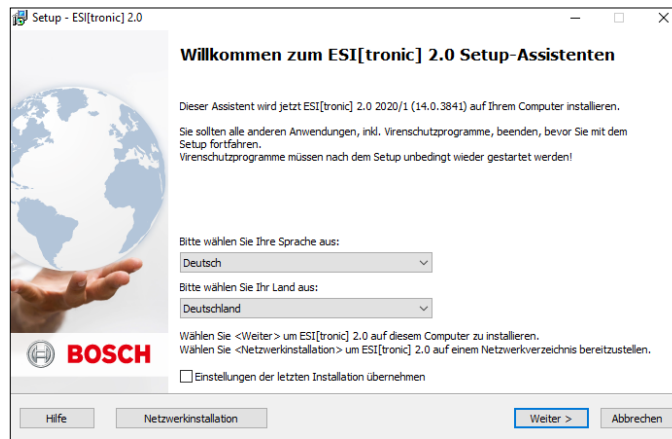 Setup - ESI[tronic] 2.0
Willkommen zum ESI[tronic] 2.0 Setup-Assistenten
Dieser Assistent wird jetzt ESI[tronic] 2.0 2020/1 (14.0.3841) auf Ihrem Computer installieren.
Sie sollten alle anderen Anwendungen, inkl. Virenschutzprogramme, beenden, bevor Sie mit dem
Setup fortfahren.
Virenschutzprogramme müssen nach dem Setup unbedingt wieder gestartet werden!
Bitte wählen Sie Ihre Sprache aus:
Deutsch
Bitte wählen Sie Ihr Land aus:
Deutschland
Wählen Sie <Weiter> um ESI[tronic] 2.0 auf diesem Computer zu installieren.
Wählen Sie <Netzwerkinstallation> um ESI[tronic] 2.0 auf einem Netzwerkverzeichnis bereitzustellen.
BOSCH
Einstellungen der letzten Installation übernehmen
Hilfe
Netzwerkinstallation
Weiter >
Abbrechen